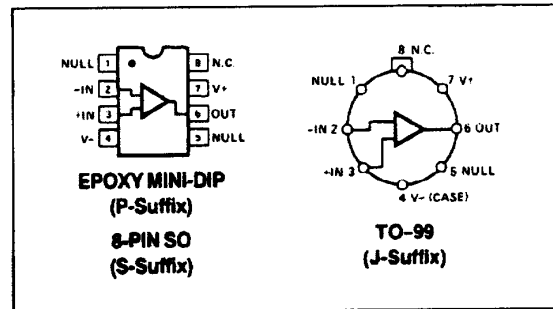 NULL 1 8 N.C.
-IN 2 7 V+
+IN 3 6 OUT
V- 4 5 NULL
EPOXY MINI-DIP
(P-Suffix)
8-PIN SO
(S-Suffix)
8 N.C.
NULL 1 7 V+
-IN 2 6 OUT
+IN 3 5 NULL
4 V- (CASE)
TO-99
(J-Suffix)